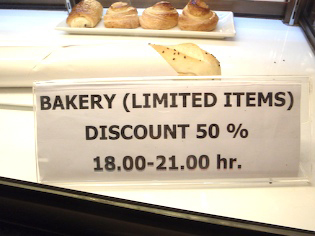 BAKERY (LIMITED ITEMS)
DISCOUNT 50 %
18.00-21.00 hr.